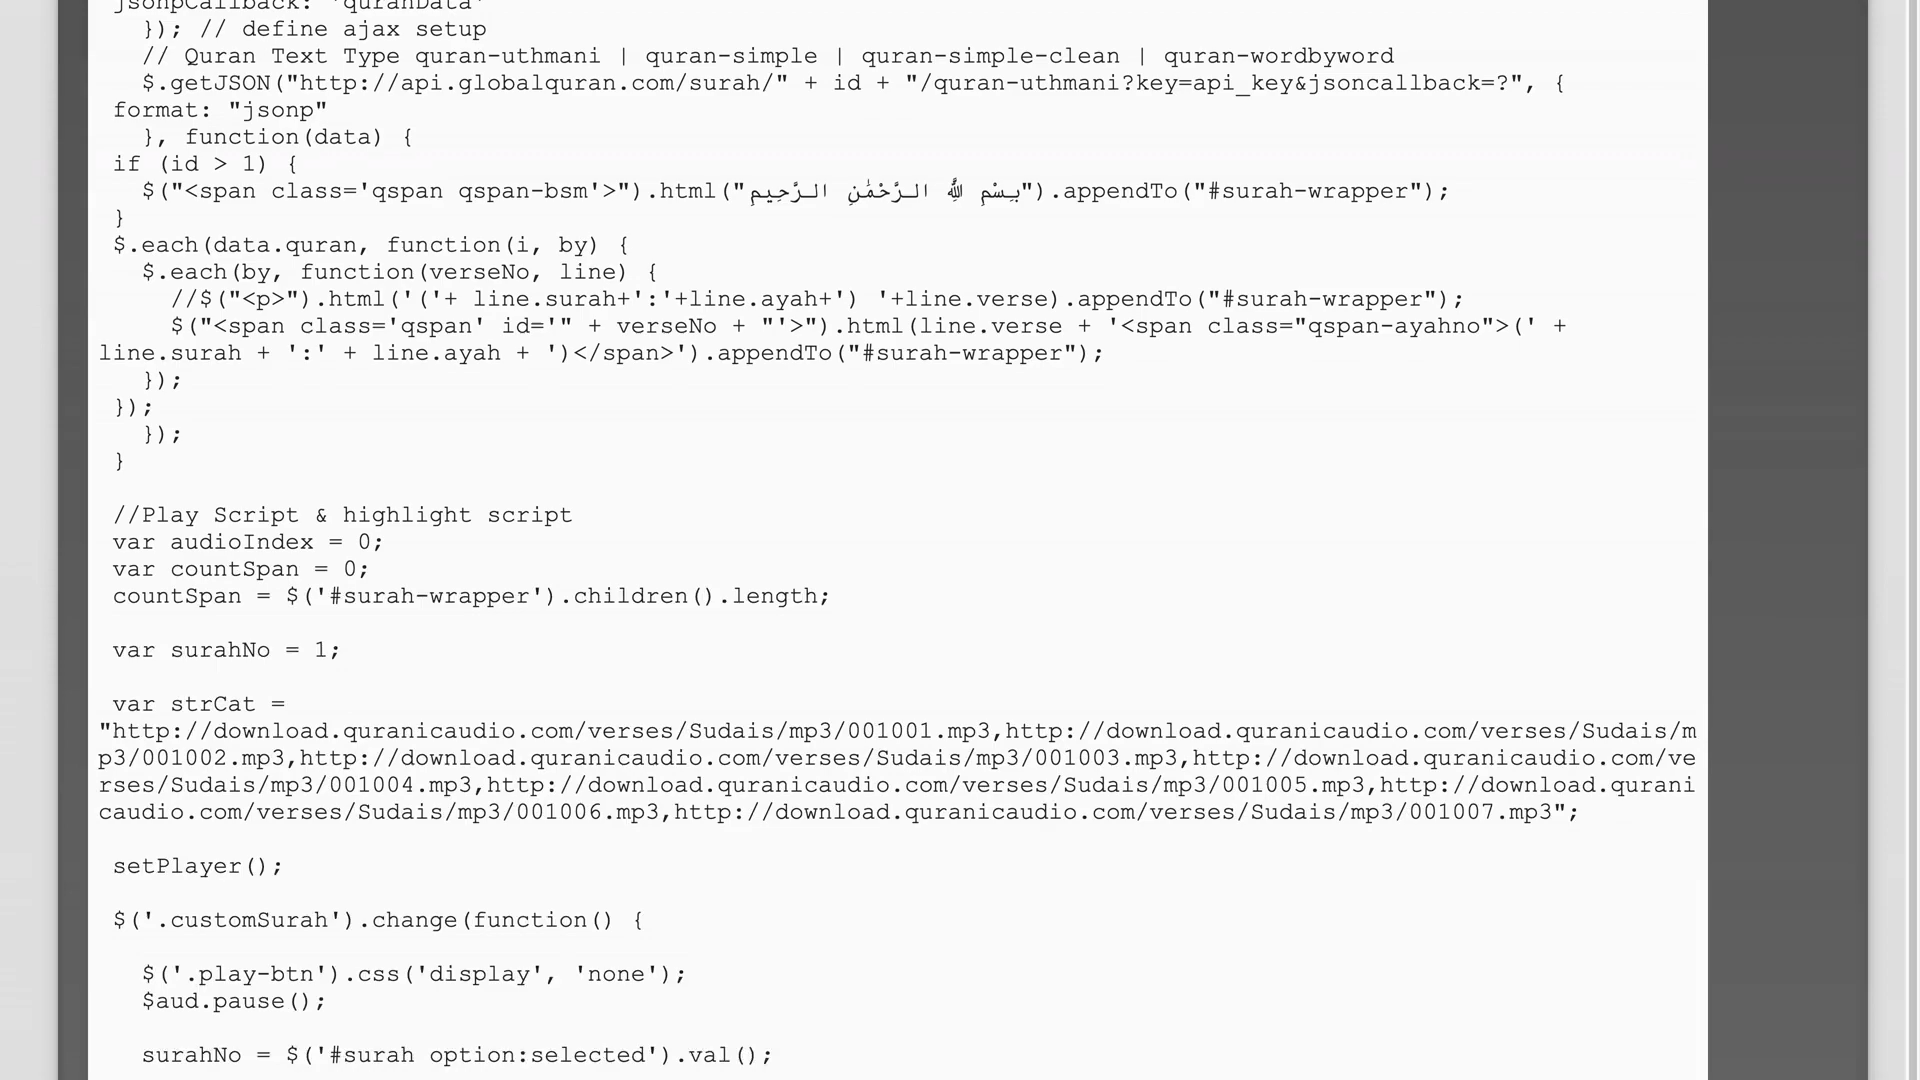 jsonpCallback: 'quranData'
}); // define ajax setup
// Quran Text Type quran-uthmani | quran-simple | quran-simple-clean | quran-wordbyword
$.getJSON("http://api.globalquran.com/surah/" + id + "/quran-uthmani?key=api_key&jsoncallback=?", {
format: "jsonp"
}, function(data) {
if (id > 1) {
$("<span class='qspan qspan-bsm'>").html("بِسْمِ اللَّهِ الرَّحْمَٰنِ الرَّحِيمِ").appendTo("#surah-wrapper");
}
$.each(data.quran, function(i, by) {
$.each(by, function(verseNo, line) {
//$("<p>").html('('+ line.surah+':'+line.ayah+') '+line.verse).appendTo("#surah-wrapper");
$("<span class='qspan' id='" + verseNo + "'>").html(line.verse + '<span class="qspan-ayahno">(' +
line.surah + ':' + line.ayah + ')</span>').appendTo("#surah-wrapper");
});
});
});
}
//Play Script & highlight script
var audioIndex = 0;
var countSpan = 0;
countSpan = $('#surah-wrapper').children().length;
var surahNo = 1;
var strCat =
"http://download.quranicaudio.com/verses/Sudais/mp3/001001.mp3,http://download.quranicaudio.com/verses/Sudais/m
p3/001002.mp3,http://download.quranicaudio.com/verses/Sudais/mp3/001003.mp3,http://download.quranicaudio.com/ve
rses/Sudais/mp3/001004.mp3,http://download.quranicaudio.com/verses/Sudais/mp3/001005.mp3,http://download.qurani
caudio.com/verses/Sudais/mp3/001006.mp3,http://download.quranicaudio.com/verses/Sudais/mp3/001007.mp3";
setPlayer();
$('.customSurah').change(function() {
$('.play-btn').css('display', 'none');
$aud.pause();
surahNo = $('#surah option:selected').val();